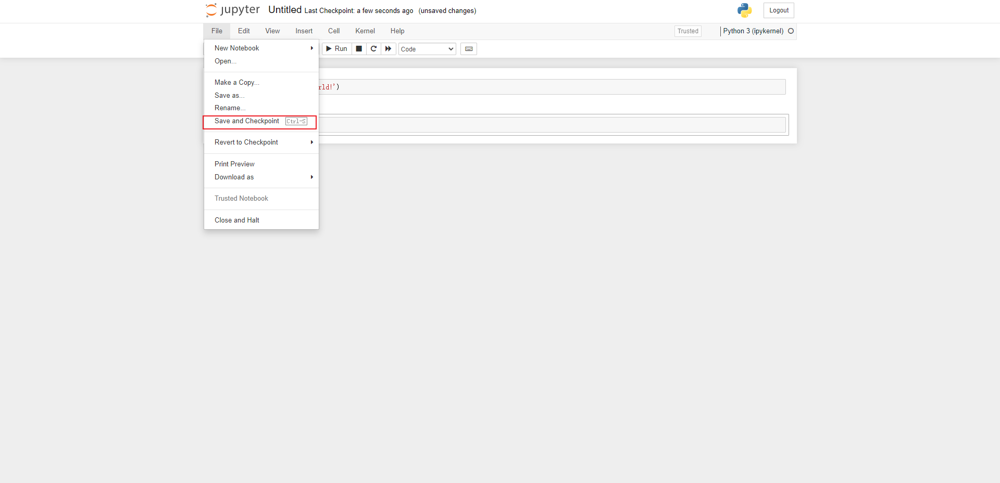 jupyter Untitled Last Checkpoint: a few seconds ago (unsaved changes) Logout
File Edit View Insert Cell Kernel Help Trusted Python 3 (ipykernel)
Run Code
New Notebook
Open...
Make a Copy...
Save as...
Rename...
Save and Checkpoint Ctrl-S
Revert to Checkpoint
Print Preview
Download as
Trusted Notebook
Close and Halt
rld!')